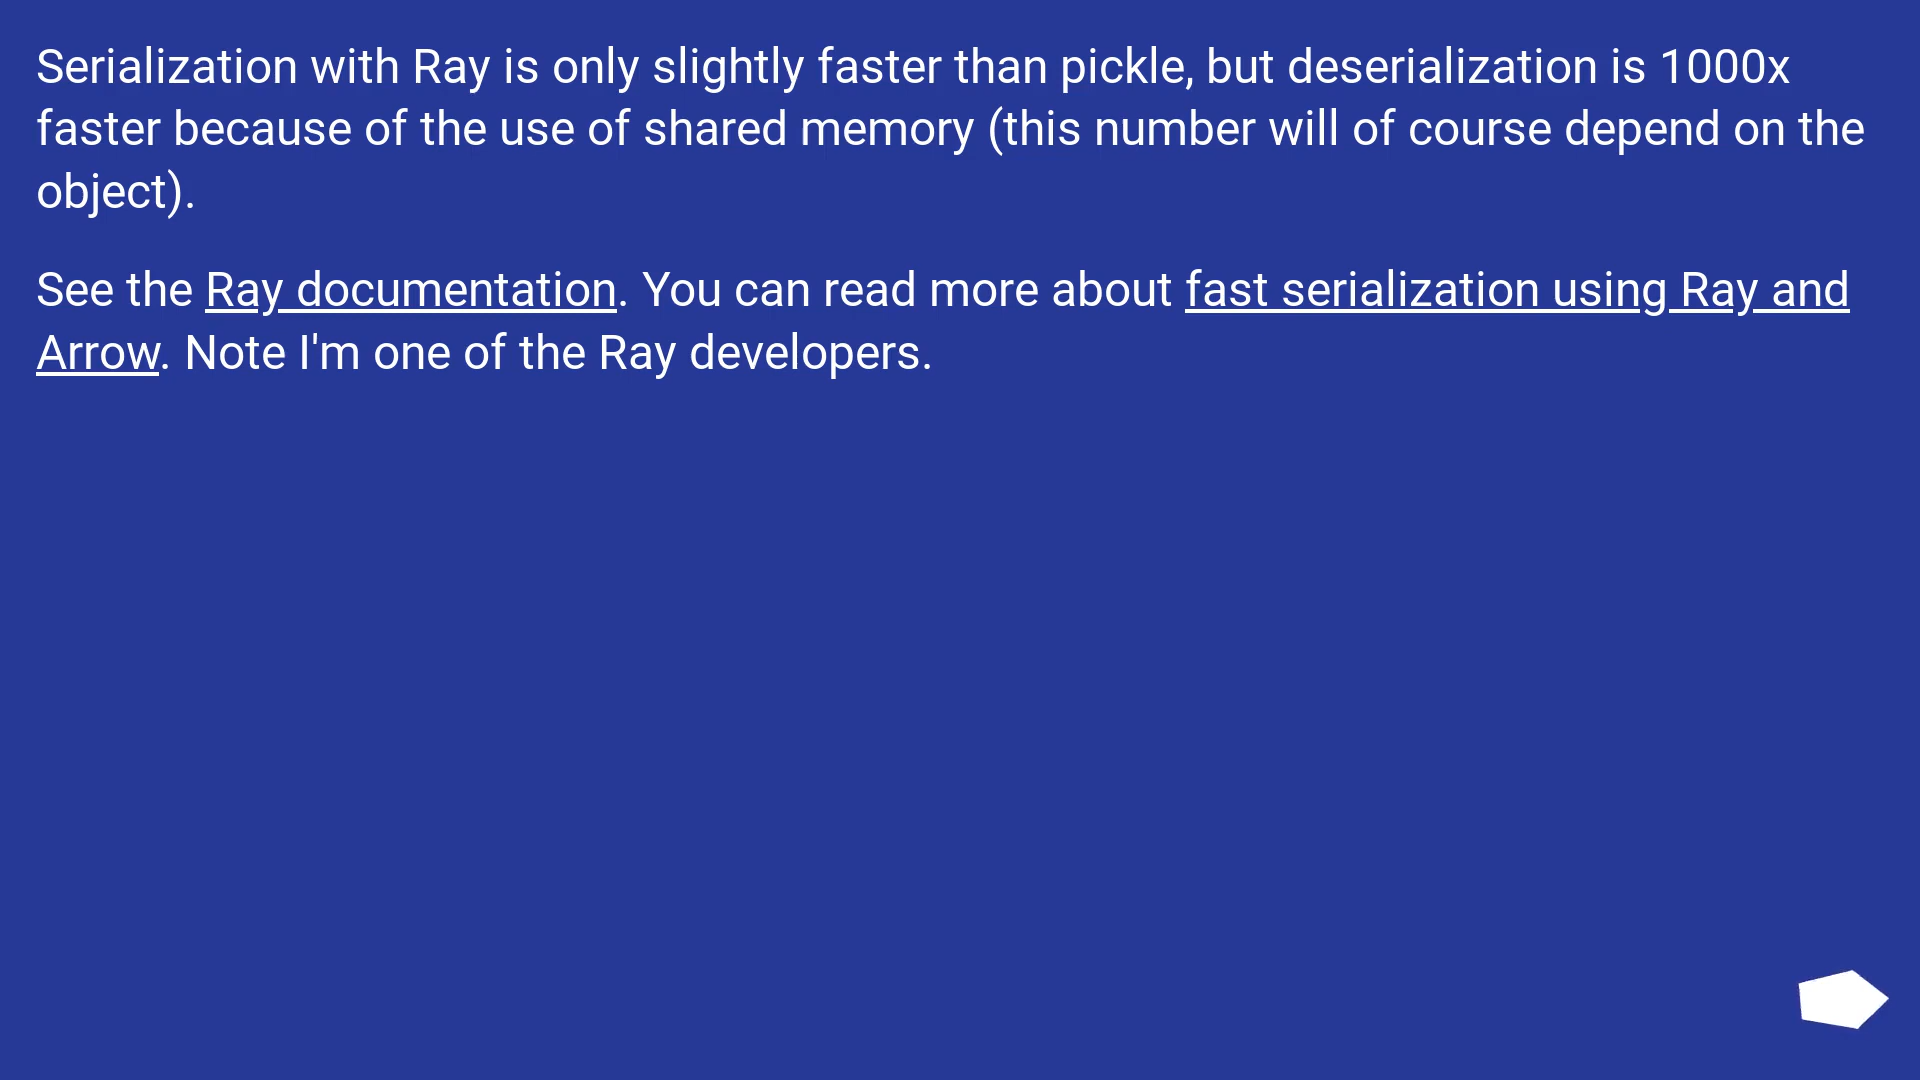 Serialization with Ray is only slightly faster than pickle, but deserialization is 1000x
faster because of the use of shared memory (this number will of course depend on the
object).
See the Ray documentation. You can read more about fast serialization using Ray and
Arrow. Note I'm one of the Ray developers.